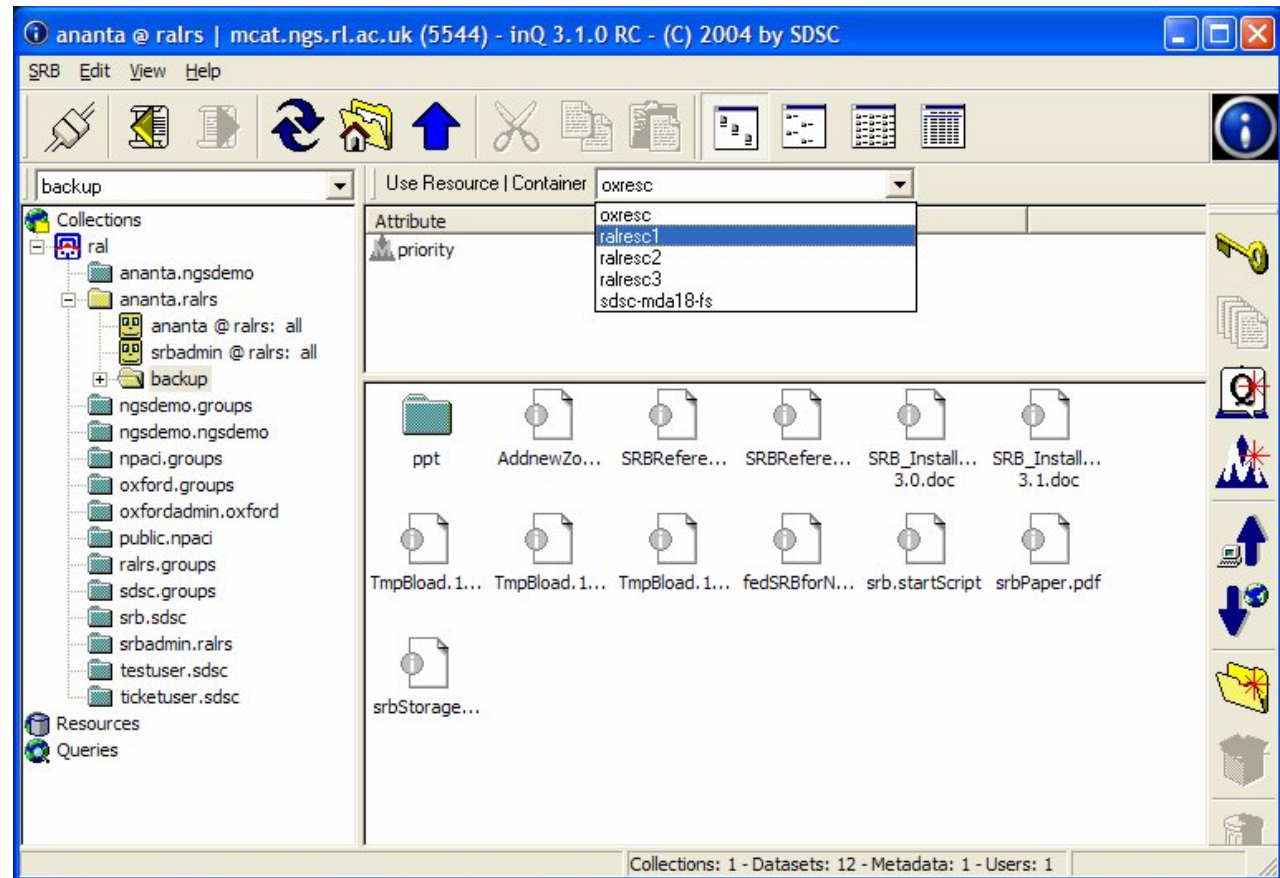 ananta @ ralrs | mcat.ngs.rl.ac.uk (5544) - inQ 3.1.0 RC - (C) 2004 by SDSC
SRB Edit View Help
backup
Use Resource | Container oxresc
Collections
ral
ananta.ngsdemo
ananta.ralrs
ananta @ ralrs: all
srbadmin @ ralrs: all
backup
ngsdemo.groups
ngsdemo.ngsdemo
npaci.groups
oxford.groups
oxfordadmin.oxford
public.npaci
ralrs.groups
sdsc.groups
srb.sdsc
srbadmin.ralrs
testuser.sdsc
ticketuser.sdsc
Resources
Queries
Attribute
priority
oxresc
ralresc1
ralresc2
ralresc3
sdsc-mda18-fs
ppt AddnewZo... SRBRefere... SRBRefere... SRB_Install... SRB_Install...
3.0.doc 3.1.doc
TmpBload.1... TmpBload.1... TmpBload.1... fedSRBforN... srb.startScript srbPaper.pdf
srbStorage...
Q
Collections: 1 - Datasets: 12 - Metadata: 1 - Users: 1